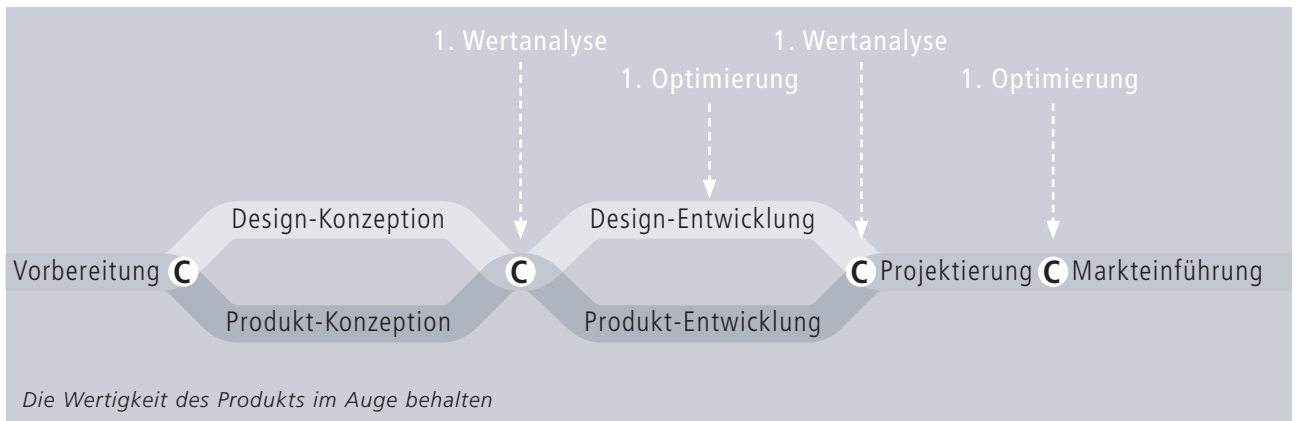 1. Wertanalyse 1. Wertanalyse
1. Optimierung 1. Optimierung
Design-Konzeption Design-Entwicklung
Vorbereitung C C C Projektierung C Markteinführung
Produkt-Konzeption Produkt-Entwicklung
Die Wertigkeit des Produkts im Auge behalten